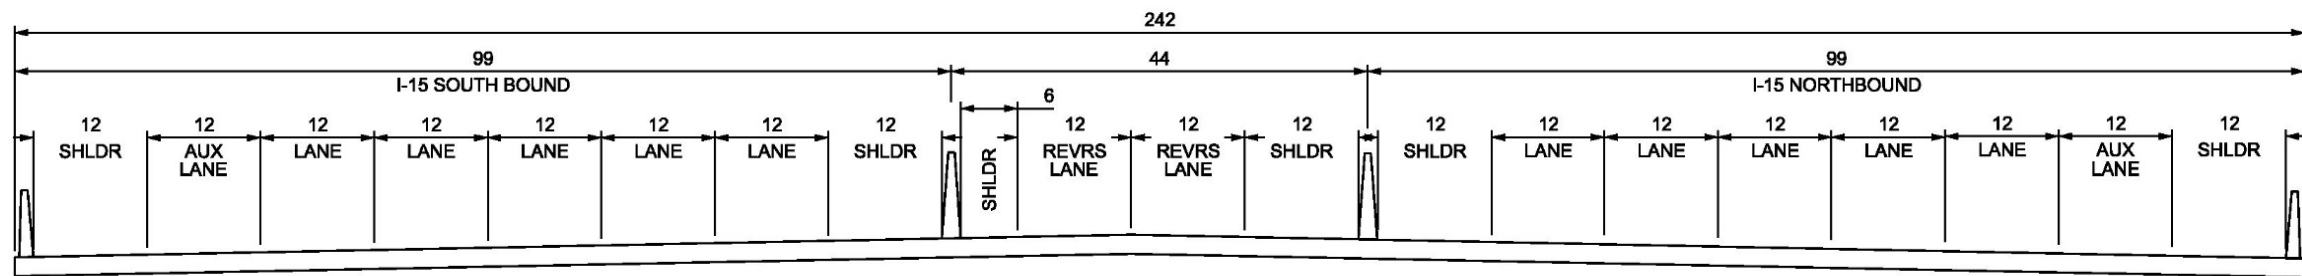 242
99 44 99
I-15 SOUTH BOUND I-15 NORTHBOUND
6
12 12 12 12 12 12 12 12 12 12 12 12 12 12 12 12 12 12 12
SHLDR AUX LANE LANE LANE LANE LANE SHLDR SHLDR REVRS REVRS SHLDR SHLDR LANE LANE LANE LANE LANE AUX SHLDR
LANE LANE LANE LANE